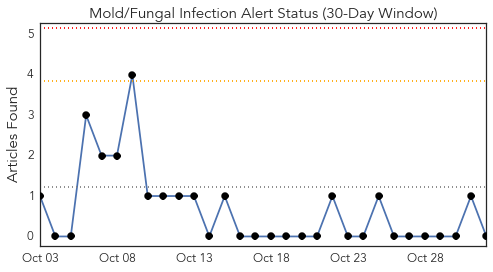 Mold/Fungal Infection Alert Status (30-Day Window)
Articles Found
5
4
3
2
1
0
Oct 03 Oct 08 Oct 13 Oct 18 Oct 23 Oct 28